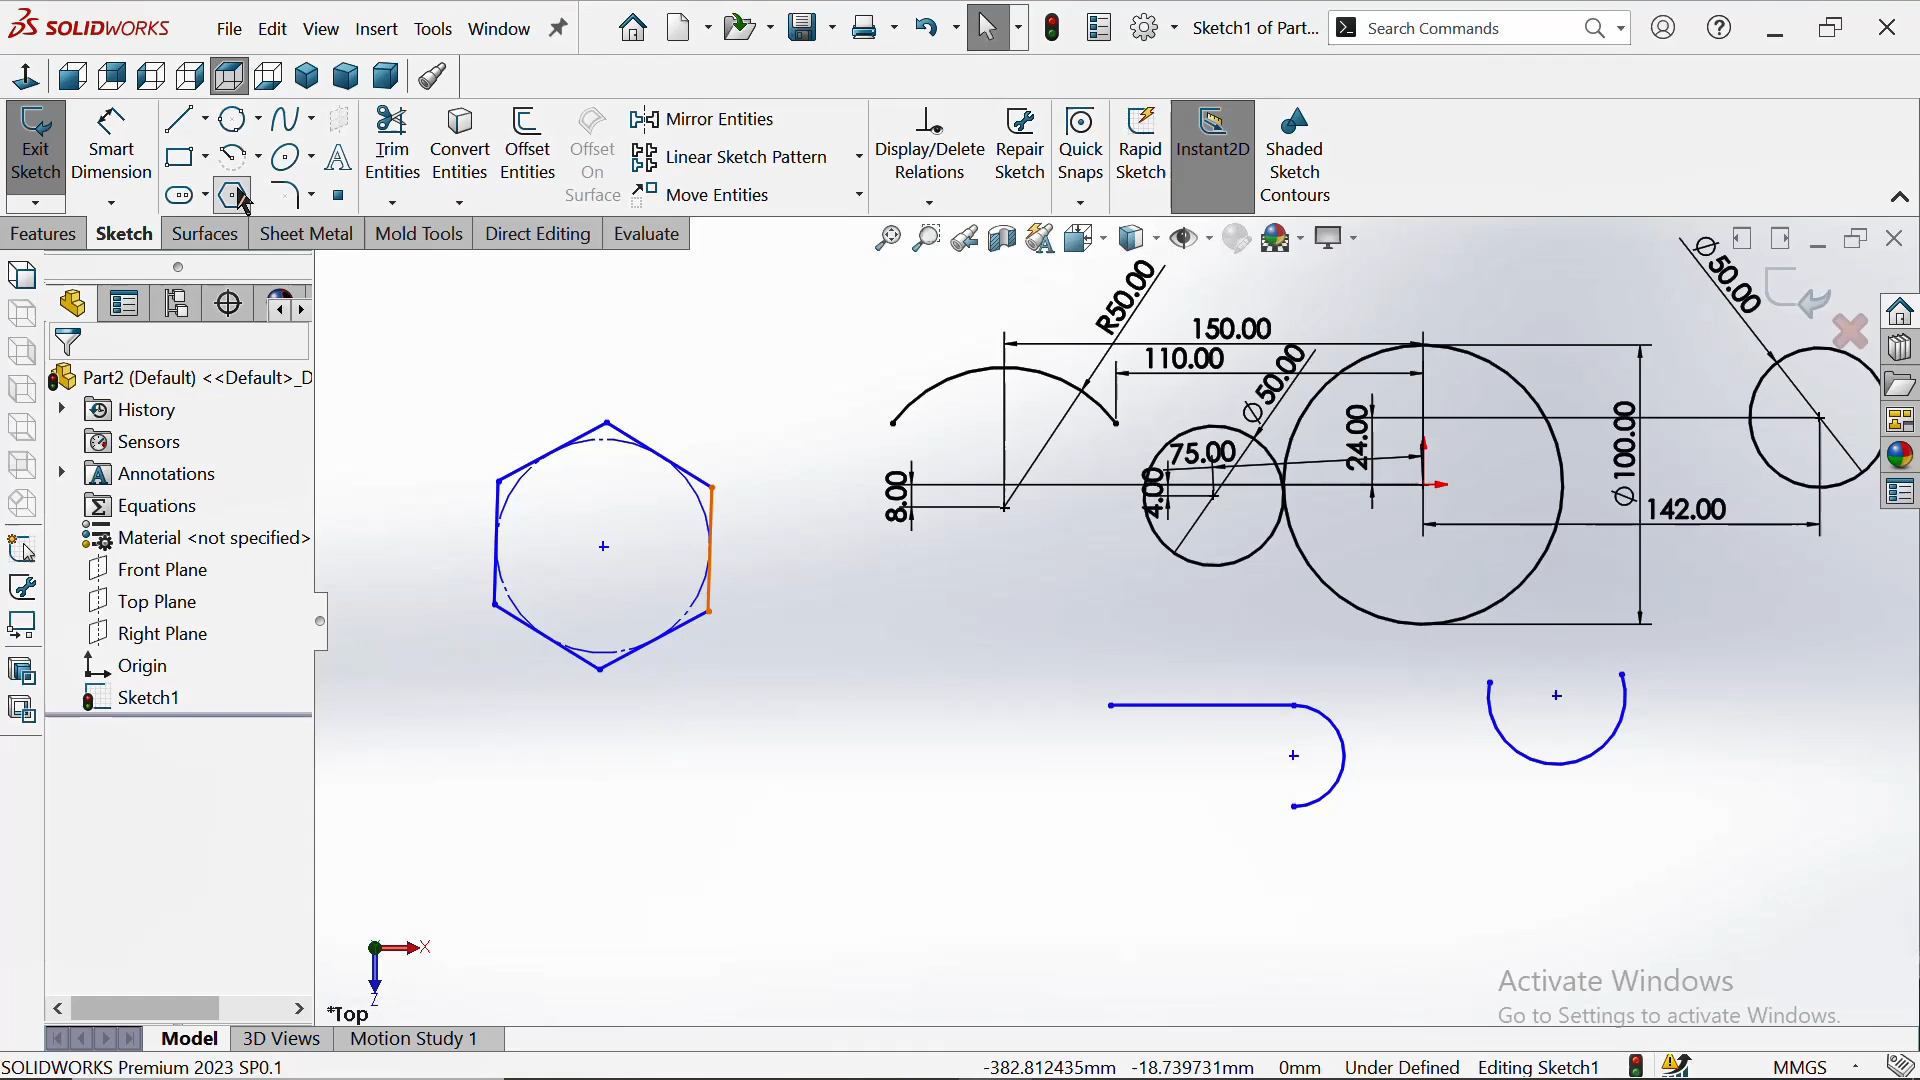 SOLIDWORKS File Edit View Insert Tools Window Sketch1 of Part... Search Commands
Exit Sketch
Smart Dimension
Trim Entities
Convert Entities
Offset Entities
Offset On Surface
Mirror Entities
Linear Sketch Pattern
Move Entities
Display/Delete Relations
Repair Sketch
Quick Snaps
Rapid Sketch
Instant2D
Shaded Sketch Contours
Features Sketch Surfaces Sheet Metal Mold Tools Direct Editing Evaluate
Part2 (Default) <<Default>_D
History
Sensors
Annotations
Equations
Material <not specified>
Front Plane
Top Plane
Right Plane
Origin
Sketch1
R50.00
150.00
110.00
∅50.00
75.00
24.00
4.00
8.00
∅100.00
142.00
∅50.00
X
Z
*Top
Activate Windows
Go to Settings to activate Windows.
Model 3D Views Motion Study 1
SOLIDWORKS Premium 2023 SP0.1 -382.812435mm -18.739731mm 0mm Under Defined Editing Sketch1 MMGS